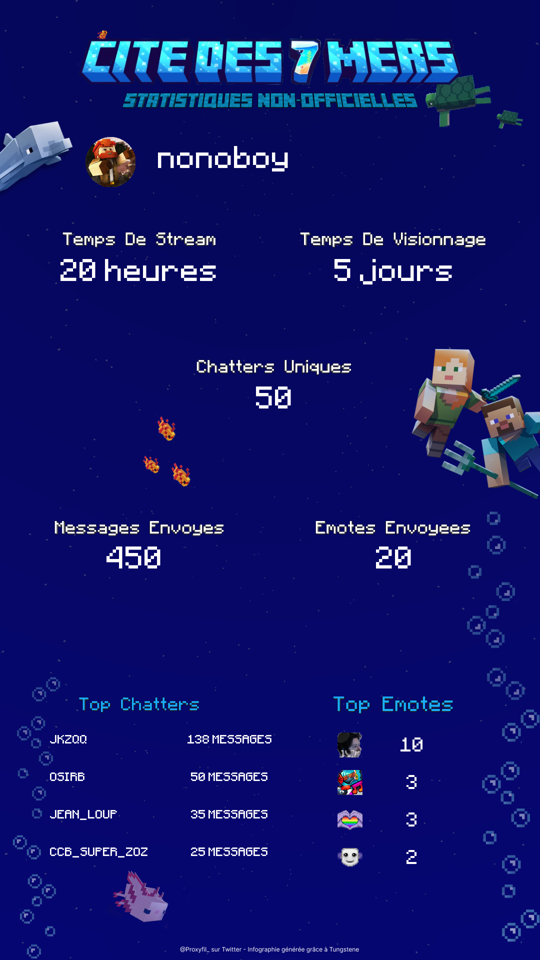 CITE DES 7 MERS
STATISTIQUES NON-OFFICIELLES
nonoboy
Temps De Stream
20 heures
Temps De Visionnage
5 jours
Chatters Uniques
50
Messages Envoyes
450
Emotes Envoyees
20
Top Chatters
JKZQQ 138 MESSAGES
OSIRB 50 MESSAGES
JEAN_LOUP 35 MESSAGES
CCB_SUPER_ZOZ 25 MESSAGES
Top Emotes
10
3
3
2
@Proxyfil_ sur Twitter - Infographie générée grâce à Tungstene